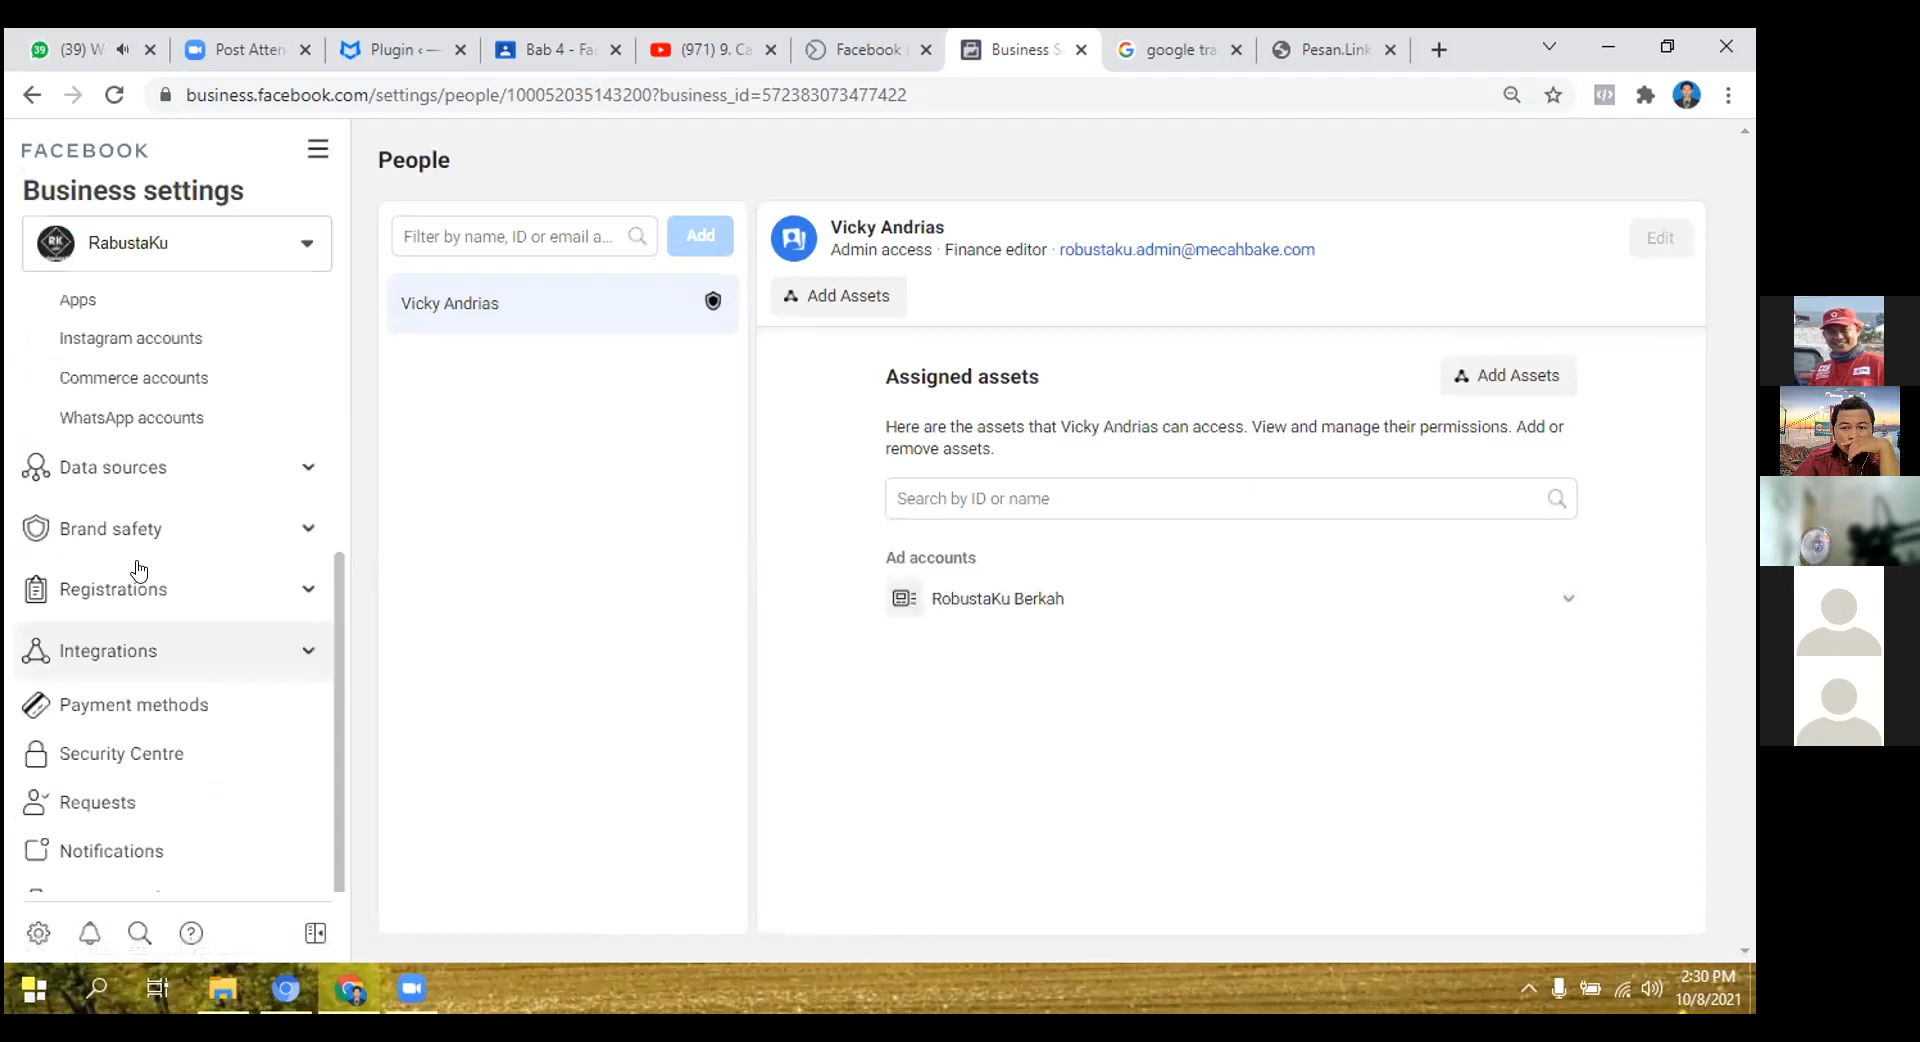 (39) W
Post Atten
Plugin ‹ —
Bab 4 - Fac
(971) 9. Ca
Facebook i
Business S
google tra
Pesan.Link
business.facebook.com/settings/people/100052035143200?business_id=572383073477422
FACEBOOK
Business settings
RabustaKu
Apps
Instagram accounts
Commerce accounts
WhatsApp accounts
Data sources
Brand safety
Registrations
Integrations
Payment methods
Security Centre
Requests
Notifications
People
Filter by name, ID or email a...
Add
Vicky Andrias
Vicky Andrias
Admin access · Finance editor · robustaku.admin@mecahbake.com
Edit
Add Assets
Assigned assets
Add Assets
Here are the assets that Vicky Andrias can access. View and manage their permissions. Add or
remove assets.
Search by ID or name
Ad accounts
RobustaKu Berkah
2:30 PM
10/8/2021